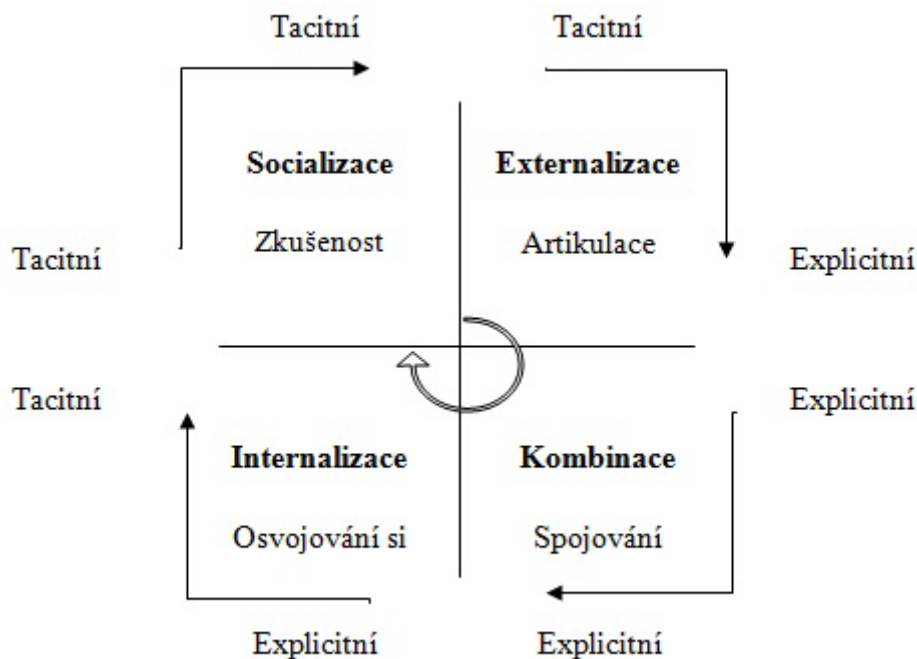 Tacitní Tacitní
Socializace Externalizace
Zkušenost Artikulace
Tacitní Explicitní
Tacitní Explicitní
Internalizace Kombinace
Osvojování si Spojování
Explicitní Explicitní